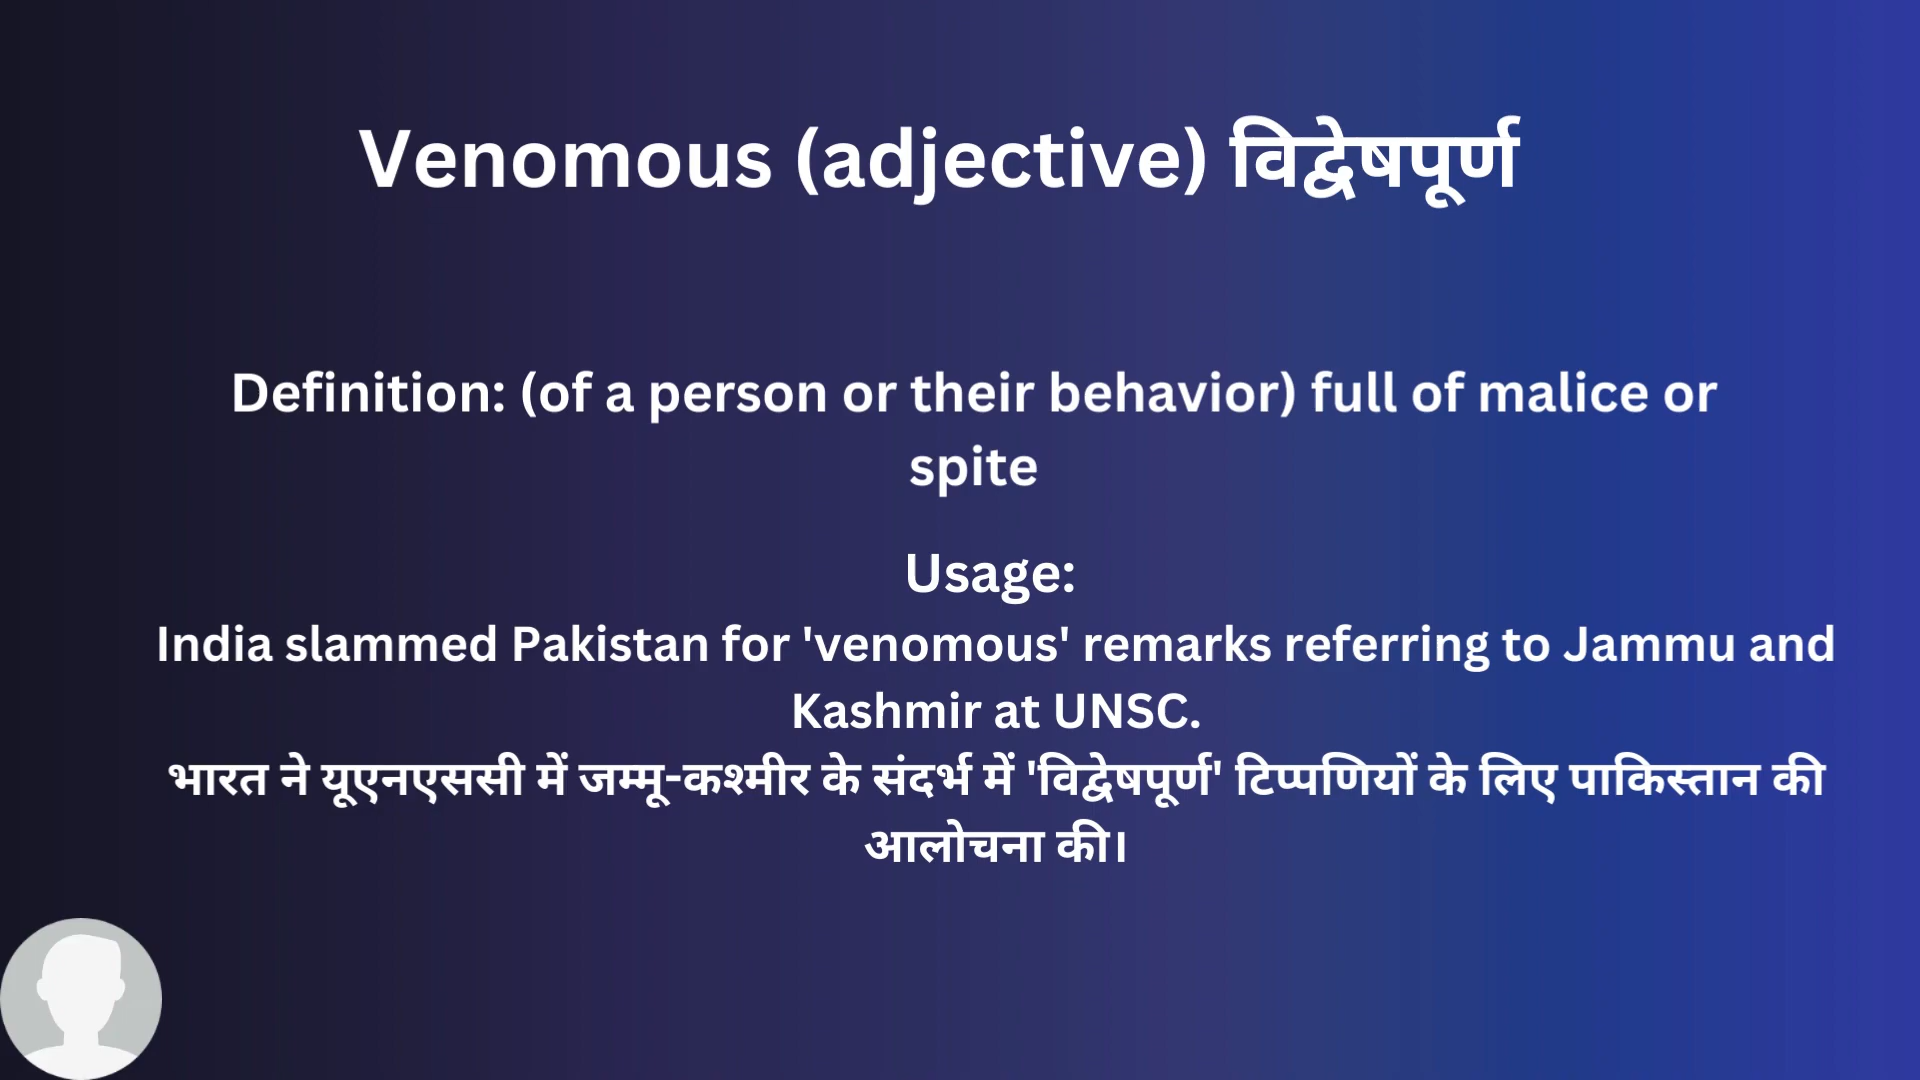 Venomous (adjective) विद्वेषपूर्ण
Definition: (of a person or their behavior) full of malice or
spite
Usage:
India slammed Pakistan for 'venomous' remarks referring to Jammu and
Kashmir at UNSC.
भारत ने यूएनएससी में जम्मू-कश्मीर के संदर्भ में 'विद्वेषपूर्ण' टिप्पणियों के लिए पाकिस्तान की
आलोचना की।